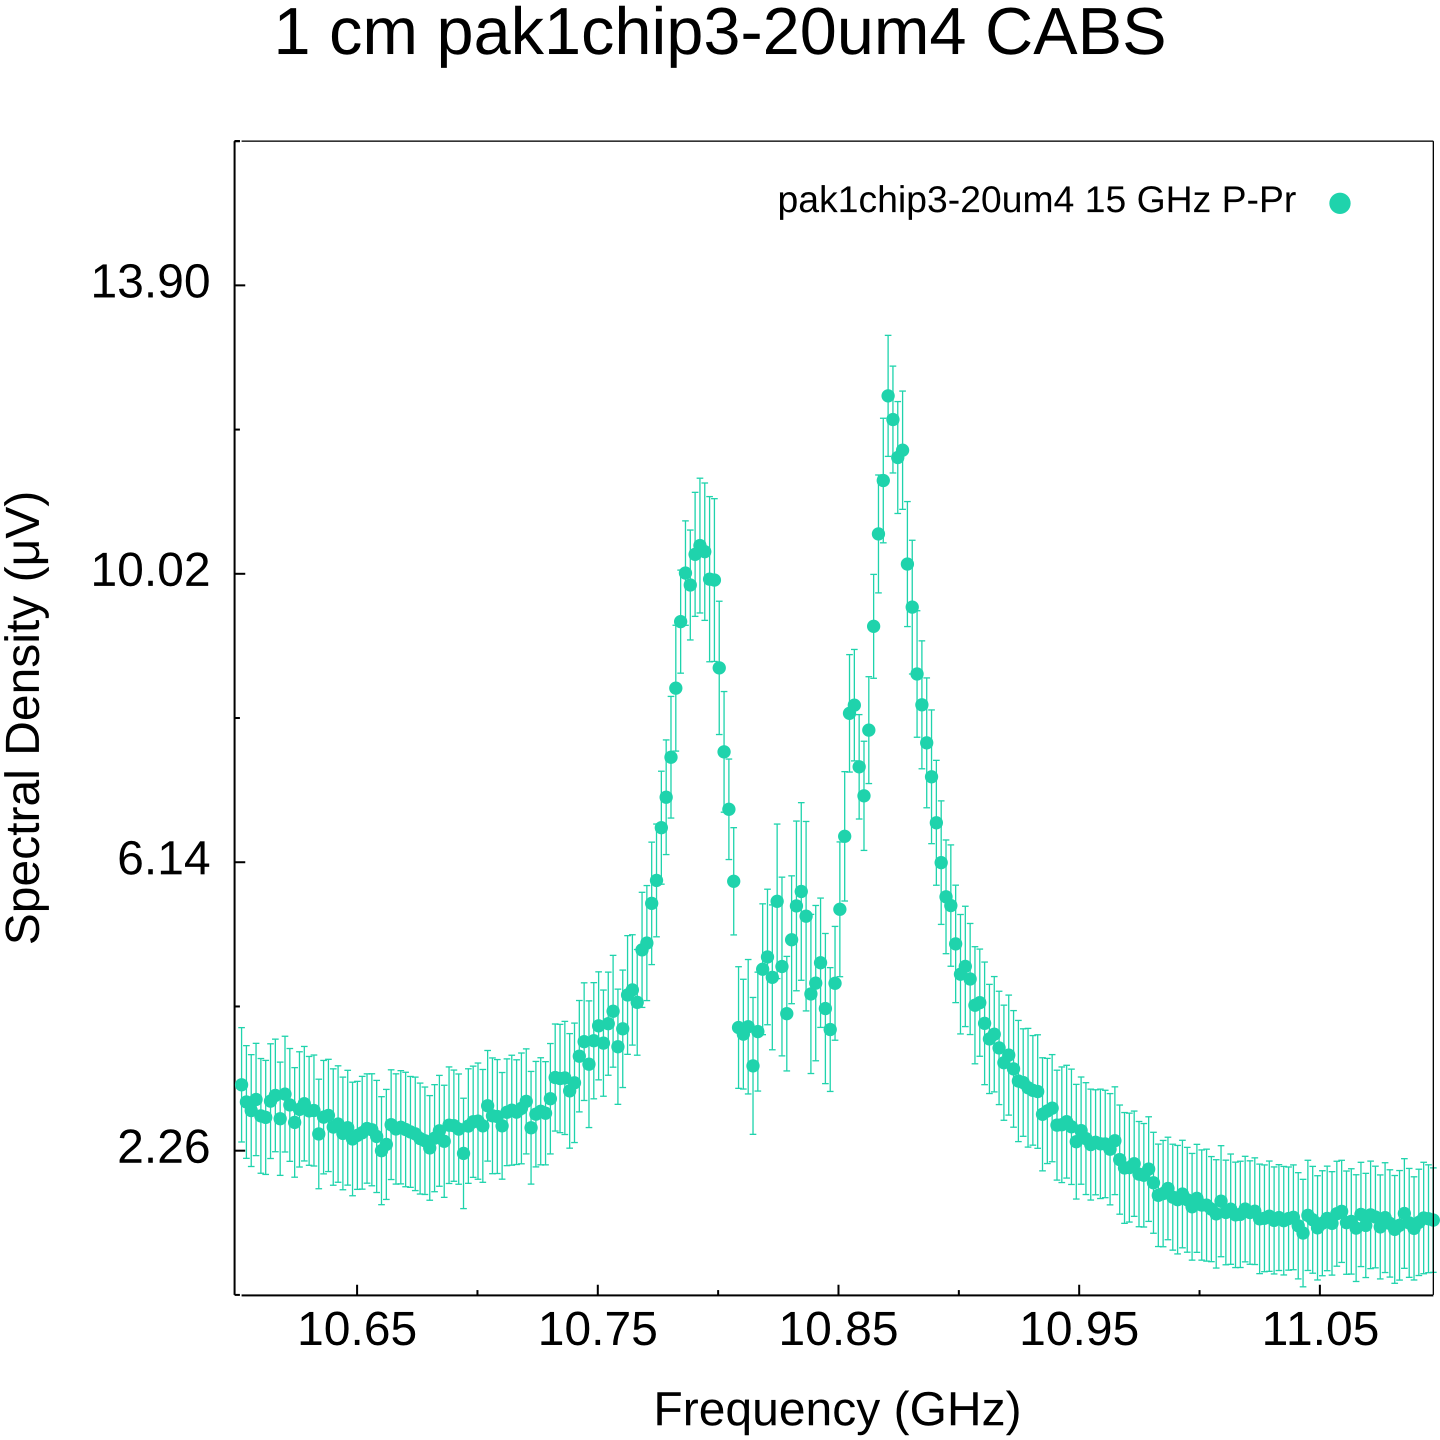 1 cm pak1chip3-20um4 CABS
pak1chip3-20um4 15 GHz P-Pr
13.90
10.02
6.14
2.26
Spectral Density (μV)
10.65 10.75 10.85 10.95 11.05
Frequency (GHz)